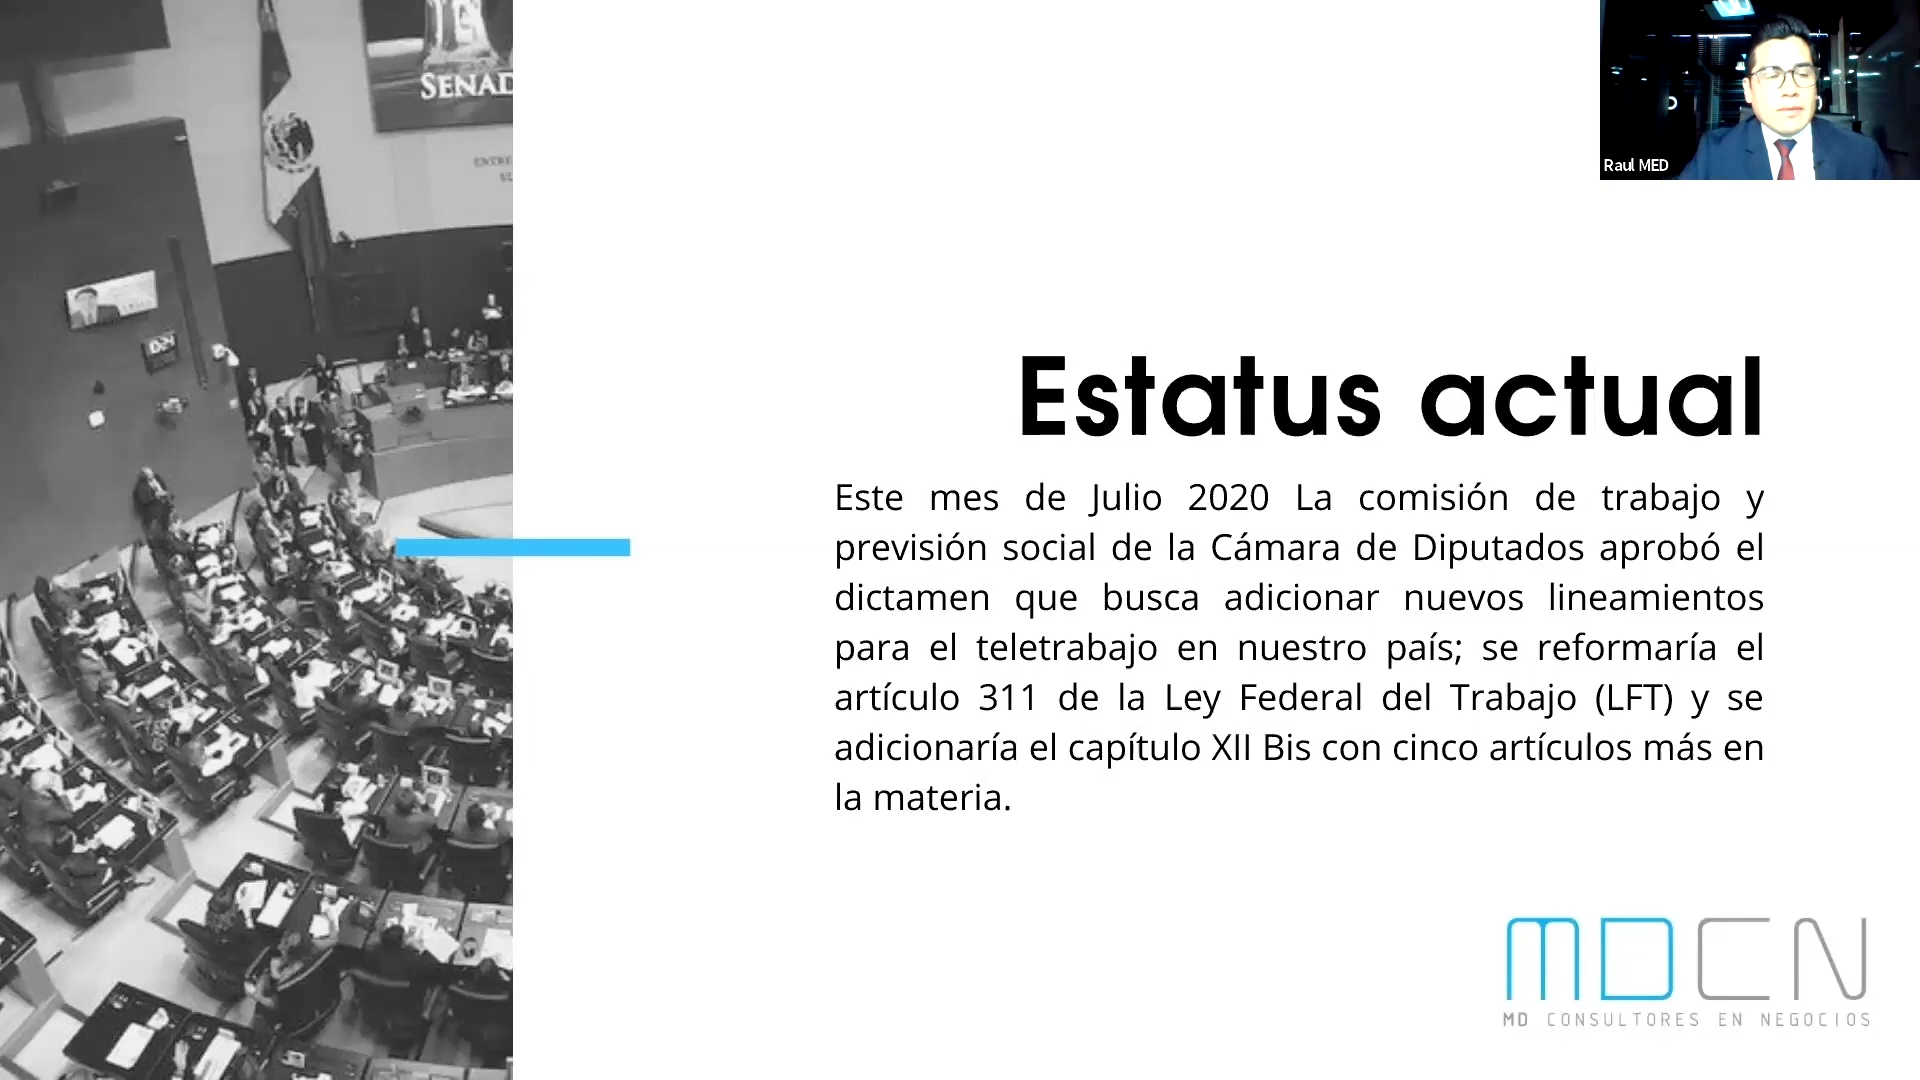 SENAD
Raul MED
Estatus actual
Este mes de Julio 2020 La comisión de trabajo y
previsión social de la Cámara de Diputados aprobó el
dictamen que busca adicionar nuevos lineamientos
para el teletrabajo en nuestro país; se reformaría el
artículo 311 de la Ley Federal del Trabajo (LFT) y se
adicionaría el capítulo XII Bis con cinco artículos más en
la materia.
MDCN
MD CONSULTORES EN NEGOCIOS